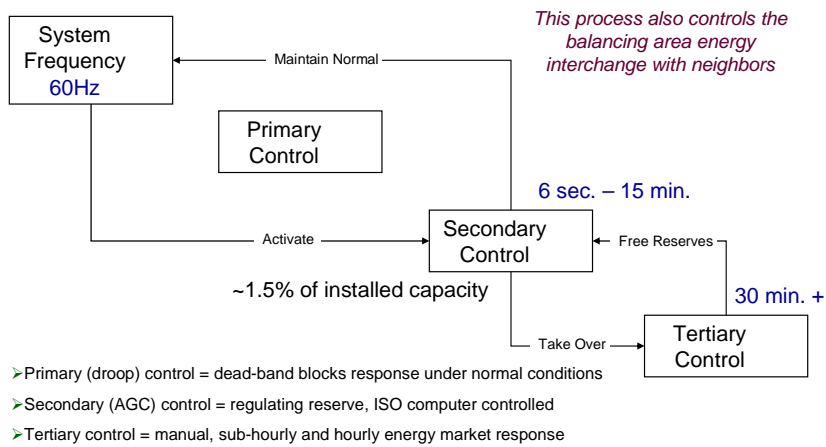 System
Frequency
60Hz
This process also controls the
balancing area energy
interchange with neighbors
Maintain Normal
Primary
Control
6 sec. – 15 min.
Activate
Secondary
Control
Free Reserves
~1.5% of installed capacity
30 min. +
Take Over
Tertiary
Control
➢Primary (droop) control = dead-band blocks response under normal conditions
➢Secondary (AGC) control = regulating reserve, ISO computer controlled
➢Tertiary control = manual, sub-hourly and hourly energy market response